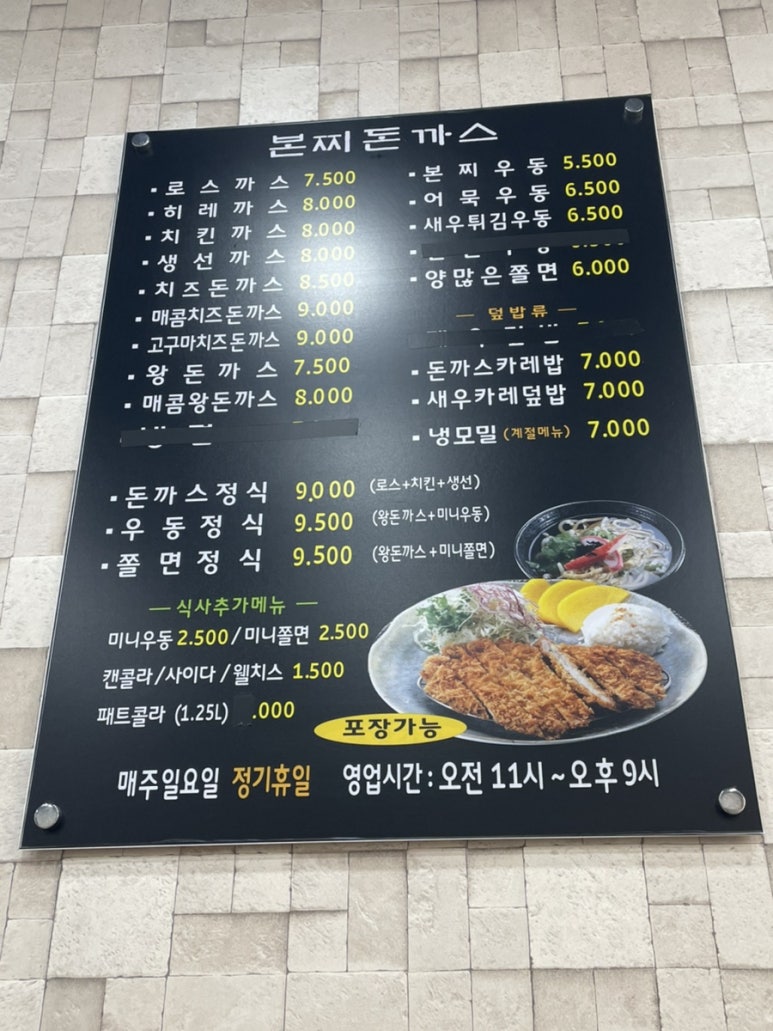 본찌돈까스
로스까스 7.500
히레까스 8.000
치킨까스 8.000
생선까스 8.000
치즈돈까스 8.500
매콤치즈돈까스 9.000
고구마치즈돈까스 9.000
왕돈까스 7.500
매콤왕돈까스 8.000
본찌우동 5.500
어묵우동 6.500
새우튀김우동 6.500
양많은쫄면 6.000
덮밥류
돈까스카레밥 7.000
새우카레덮밥 7.000
냉모밀 (계절메뉴) 7.000
돈까스정식 9.000 (로스+치킨+생선)
우동정식 9.500 (왕돈까스+미니우동)
쫄면정식 9.500 (왕돈까스+미니쫄면)
식사추가메뉴
미니우동 2.500 / 미니쫄면 2.500
캔콜라/사이다/웰치스 1.500
패트콜라 (1.25L) .000
포장가능
매주일요일 정기휴일 영업시간 : 오전 11시 ~ 오후 9시